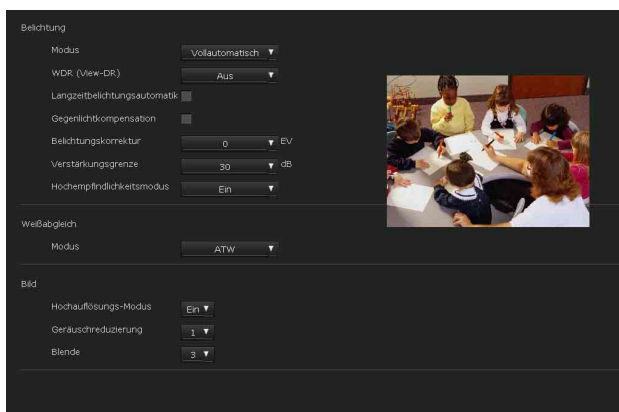 Belichtung
Modus Vollautomatisch ▼
WDR (View-DR) Aus ▼
Langzeitbelichtungsautomatik
Gegenlichtkompensation
Belichtungskorrektur 0 ▼ EV
Verstärkungsgrenze 30 ▼ dB
Hochempfindlichkeitsmodus Ein ▼
Weißabgleich
Modus ATW ▼
Bild
Hochauflösungs-Modus Ein ▼
Geräuschreduzierung 1 ▼
Blende 3 ▼